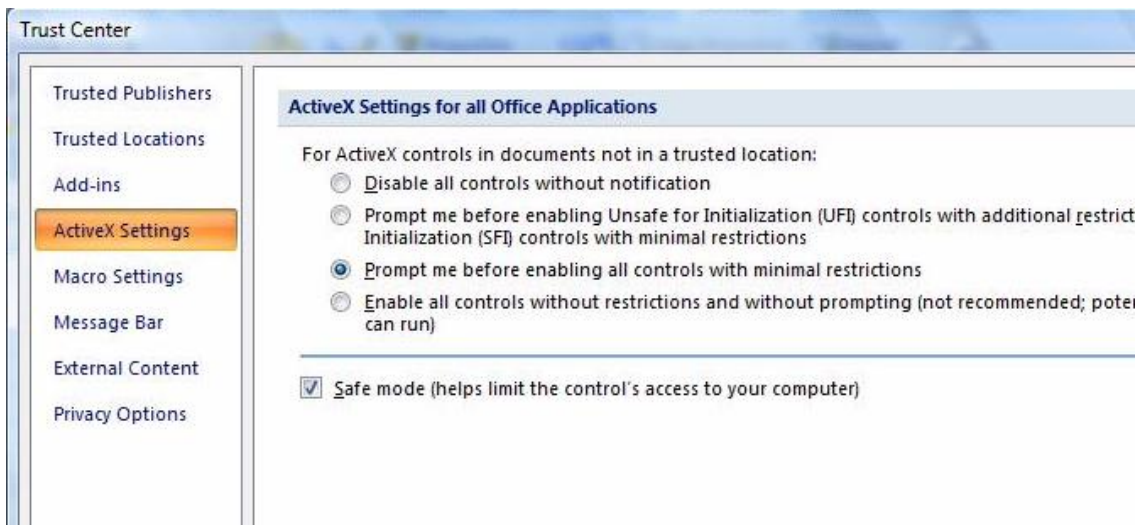 Trust Center
Trusted Publishers
Trusted Locations
Add-ins
ActiveX Settings
Macro Settings
Message Bar
External Content
Privacy Options
ActiveX Settings for all Office Applications
For ActiveX controls in documents not in a trusted location:
Disable all controls without notification
Prompt me before enabling Unsafe for Initialization (UFI) controls with additional restrict
Initialization (SFI) controls with minimal restrictions
Prompt me before enabling all controls with minimal restrictions
Enable all controls without restrictions and without prompting (not recommended; poter
can run)
Safe mode (helps limit the control's access to your computer)